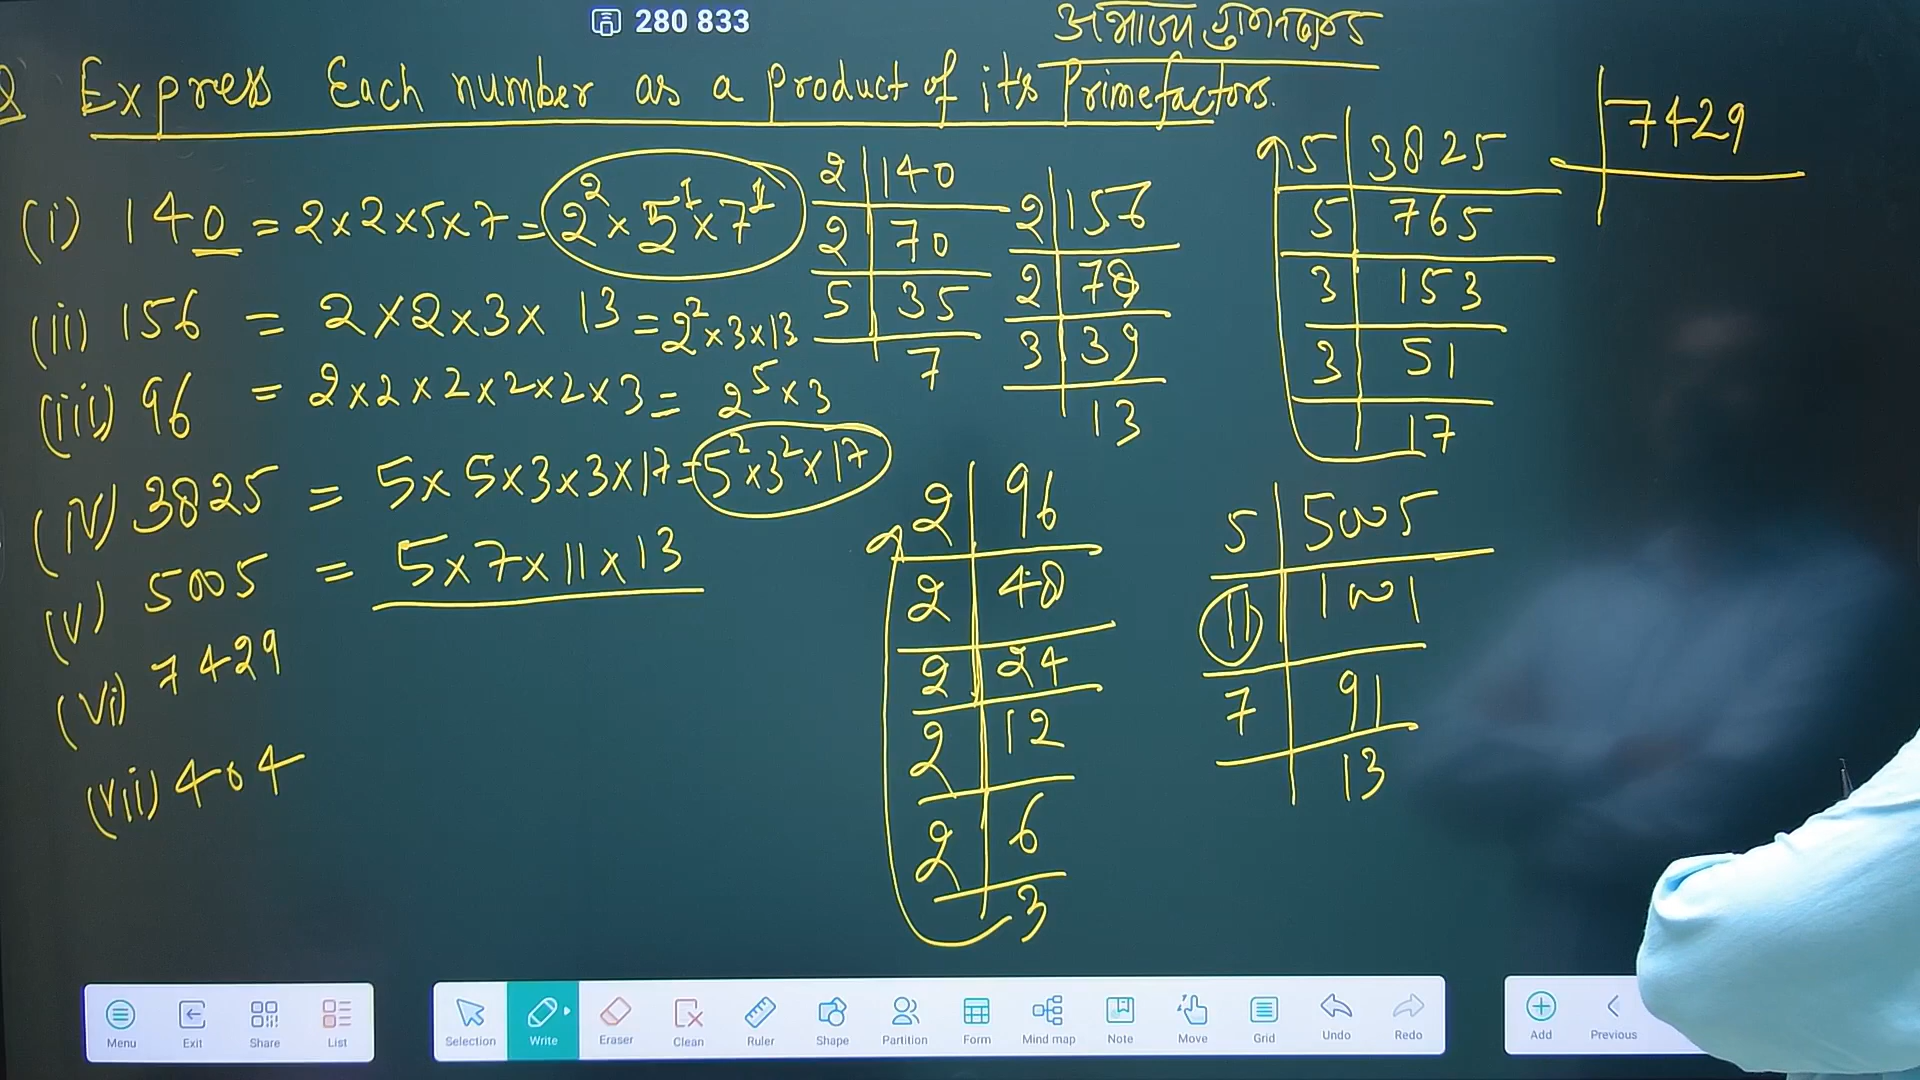 280 833
अभाज्य गुणनखण्ड
Q Express Each number as a Product of it's Primefactors.
(i) 140 = 2×2×5×7 = 2² × 5¹ × 7¹
(ii) 156 = 2×2×3× 13 = 2²×3×13
(iii) 96 = 2×2×2×2×2×3 = 2⁵×3
(iv) 3825 = 5×5×3×3×17 = 5²×3²×17
(v) 5005 = 5×7×11×13
(vi) 7429
(vii) 404
2 | 140
2 | 70
5 | 35
7
2 | 156
2 | 78
3 | 39
13
5 | 3825
5 | 765
3 | 153
3 | 51
17
7429
2 | 96
2 | 48
2 | 24
2 | 12
2 | 6
3
5 | 5005
11 | 1001
7 | 91
13
Menu Exit Share List
Selection Write Eraser Clean Ruler Shape Partition Form Mind map Note Move Grid Undo Redo
Add Previous